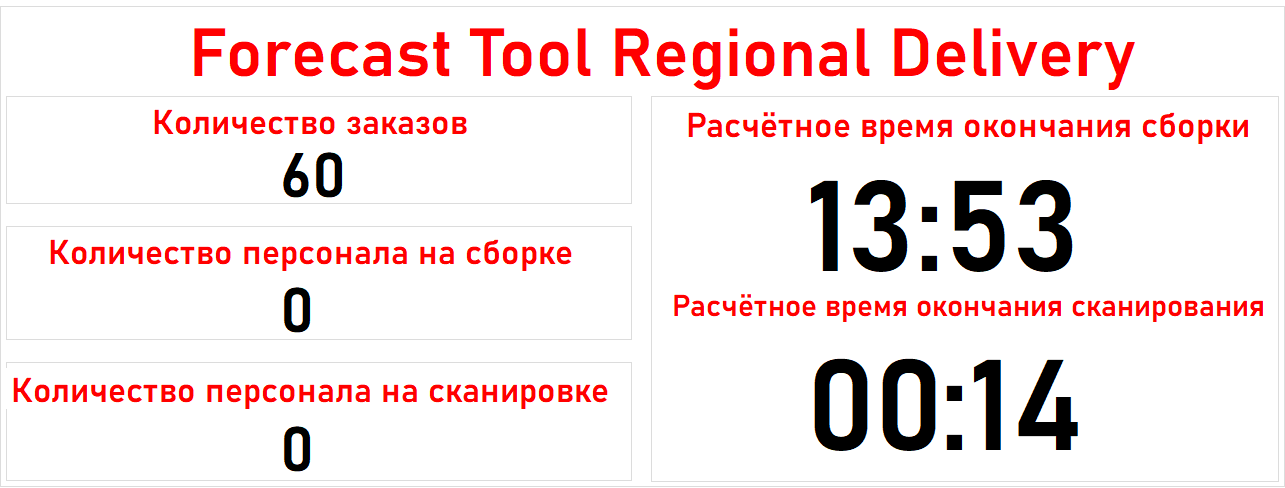 Forecast Tool Regional Delivery
Количество заказов
60
Количество персонала на сборке
0
Количество персонала на сканировке
0
Расчётное время окончания сборки
13:53
Расчётное время окончания сканирования
00:14